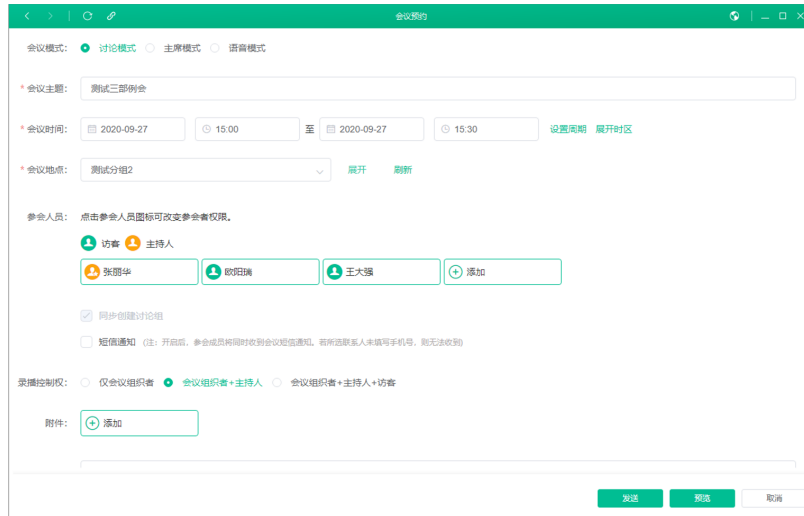 会议预约
会议模式： 讨论模式 主席模式 语音模式
* 会议主题： 测试三部例会
* 会议时间： 2020-09-27 15:00 至 2020-09-27 15:30 设置周期 展开时区
* 会议地点： 测试分组2 展开 刷新
参会人员： 点击参会人员图标可改变参会者权限。
访客 主持人
张丽华 欧阳瑞 王大强 添加
同步创建讨论组
短信通知 (注：开启后，参会成员将同时收到会议短信通知。若所选联系人未填写手机号，则无法收到)
录播控制权： 仅会议组织者 会议组织者+主持人 会议组织者+主持人+访客
附件： 添加
发送 预览 取消